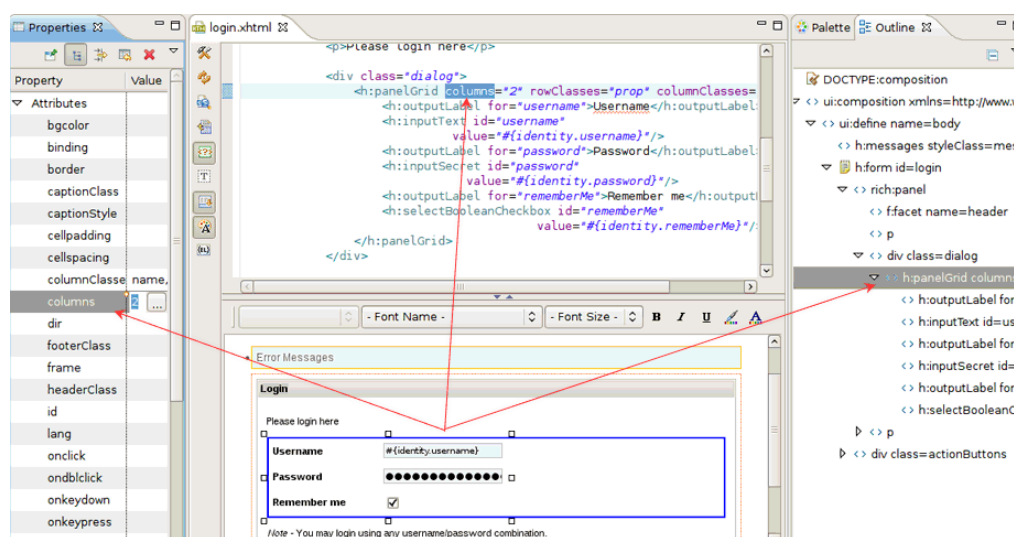 Properties
Property Value
Attributes
bgcolor
binding
border
captionClass
captionStyle
cellpadding
cellspacing
columnClasse name,
columns 2 ...
dir
footerClass
frame
headerClass
id
lang
onclick
ondblclick
onkeydown
onkeypress
login.xhtml
<p>Please login here</p>
<div class="dialog">
<h:panelGrid columns="2" rowClasses="prop" columnClasses=
<h:outputLabel for="username">Username</h:outputLabel
<h:inputText id="username"
value="#{identity.username}"/>
<h:outputLabel for="password">Password</h:outputLabel
<h:inputSecret id="password"
value="#{identity.password}"/>
<h:outputLabel for="rememberMe">Remember me</h:output
<h:selectBooleanCheckbox id="rememberMe"
value="#{identity.rememberMe}"/
</h:panelGrid>
</div>
- Font Name - - Font Size - B I U A
Error Messages
Login
Please login here
Username #{identity.username}
Password
Remember me
Note - You may login using any username/password combination.
Palette Outline
DOCTYPE:composition
ui:composition xmlns=http://www.
ui:define name=body
h:messages styleClass=mes
h:form id=login
rich:panel
f:facet name=header
p
div class=dialog
h:panelGrid columns
h:outputLabel for
h:inputText id=us
h:outputLabel for
h:inputSecret id=
h:outputLabel for
h:selectBooleanC
p
div class=actionButtons